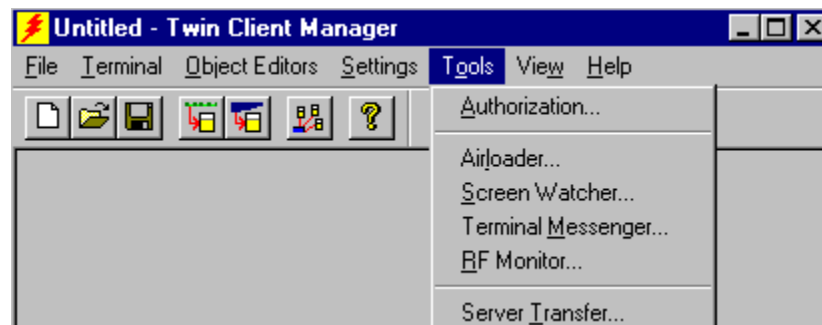 Untitled - Twin Client Manager
File Terminal Object Editors Settings Tools View Help
Authorization...
Airloader...
Screen Watcher...
Terminal Messenger...
RF Monitor...
Server Transfer...